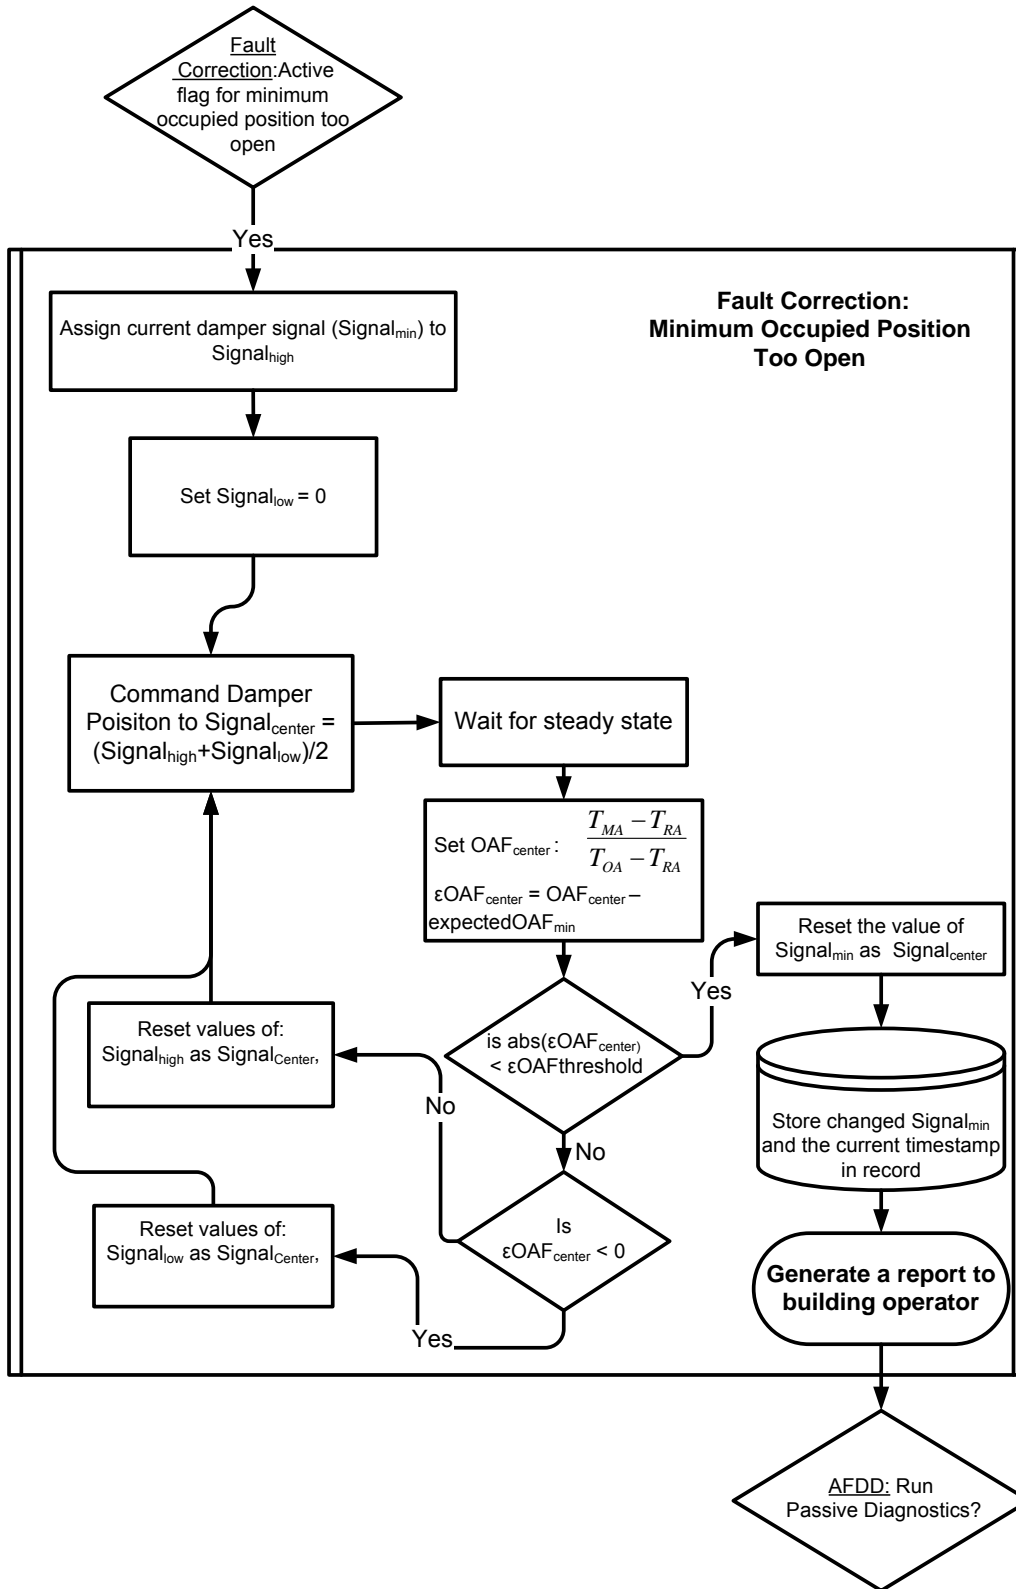 Fault
Correction:Active
flag for minimum
occupied position too
open
Yes
Fault Correction:
Minimum Occupied Position
Too Open
Assign current damper signal (Signalmin) to
Signalhigh
Set Signallow = 0
Command Damper
Poisiton to Signalcenter =
(Signalhigh+Signallow)/2
Wait for steady state
Set OAFcenter :
T_MA − T_RA
T_OA − T_RA
εOAFcenter = OAFcenter –
expectedOAFmin
Reset the value of
Signalmin as Signalcenter
Yes
is abs(εOAFcenter)
< εOAFthreshold
Reset values of:
Signalhigh as SignalCenter,
No
No
Store changed Signalmin
and the current timestamp
in record
Is
εOAFcenter < 0
Reset values of:
Signallow as SignalCenter,
Yes
Generate a report to
building operator
AFDD: Run
Passive Diagnostics?